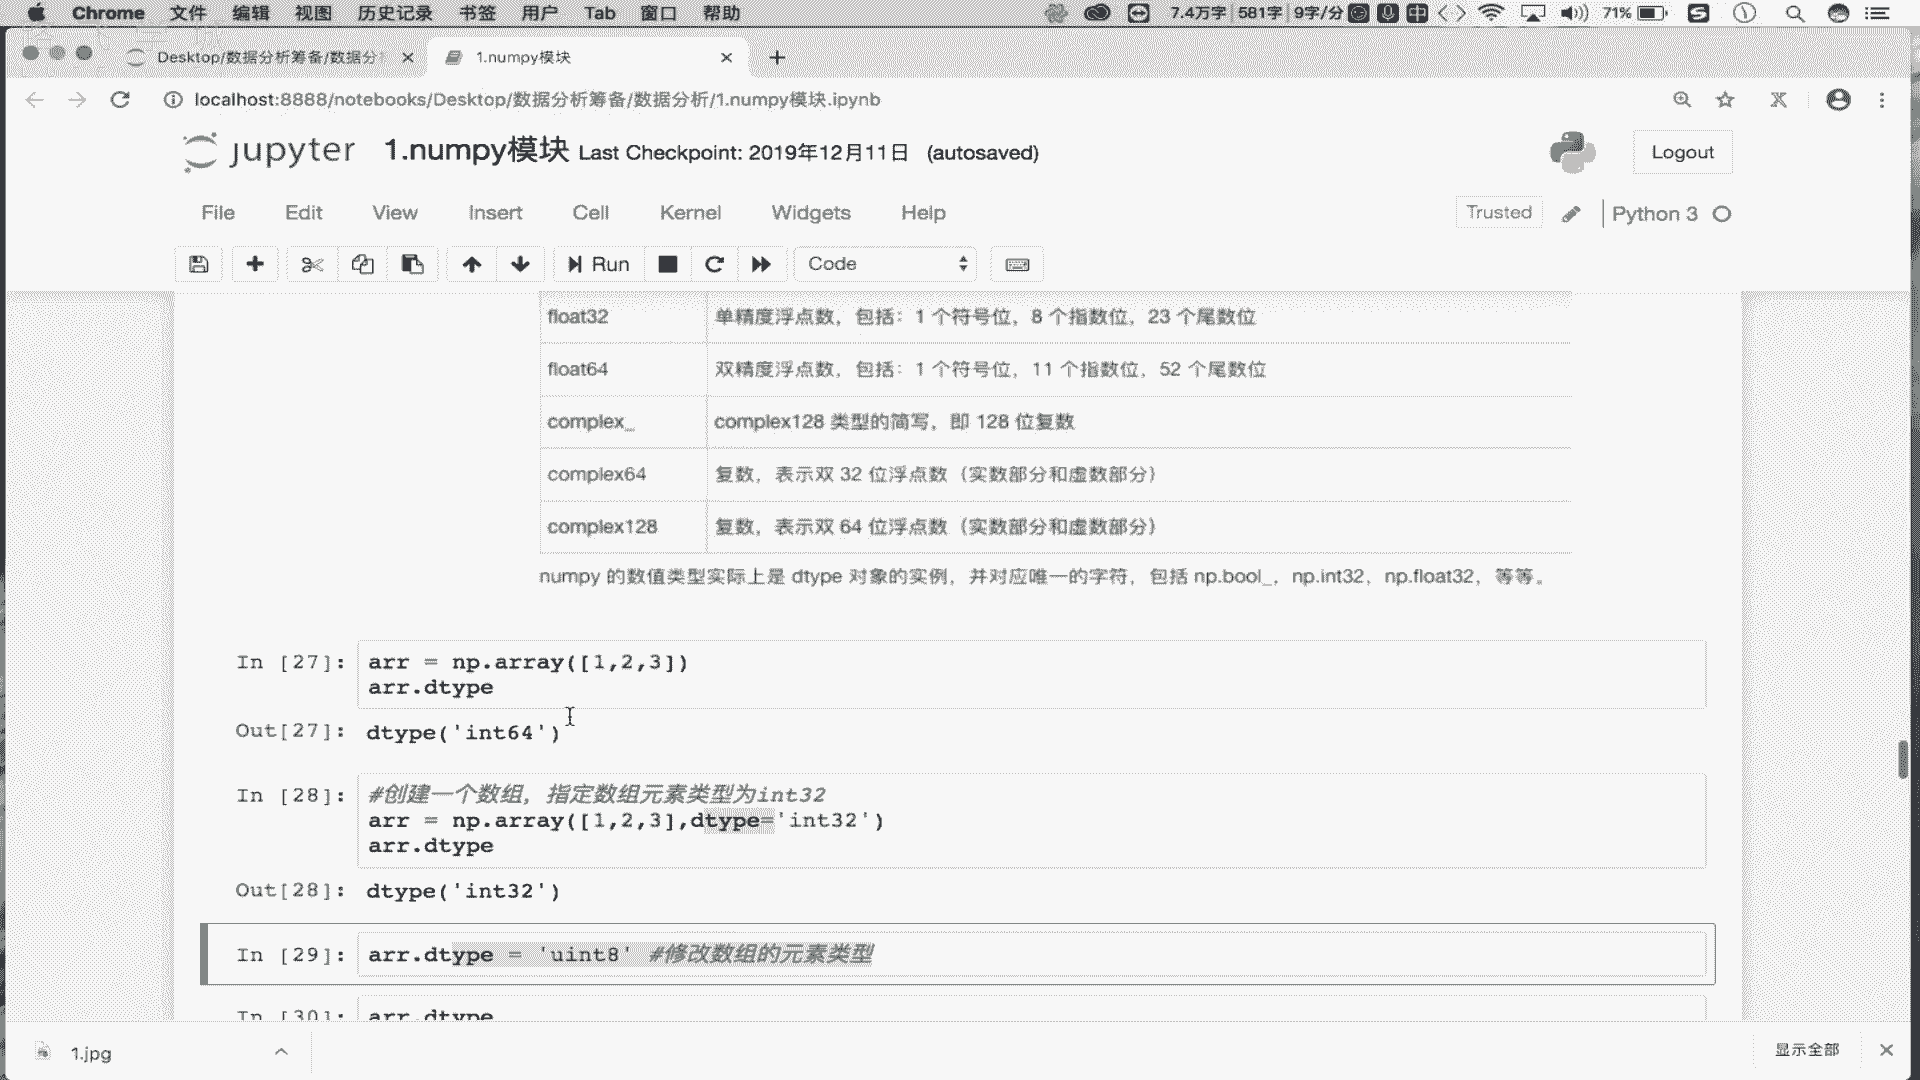 Chrome 文件 编辑 视图 历史记录 书签 用户 Tab 窗口 帮助 7.4万字 581字 9字/分 中 71%
Desktop/数据分析筹备/数据分 1.numpy模块
localhost:8888/notebooks/Desktop/数据分析筹备/数据分析/1.numpy模块.ipynb
jupyter 1.numpy模块 Last Checkpoint: 2019年12月11日 (autosaved) Logout
File Edit View Insert Cell Kernel Widgets Help Trusted Python 3
Run Code
float32 单精度浮点数，包括：1 个符号位，8 个指数位，23 个尾数位
float64 双精度浮点数，包括：1 个符号位，11 个指数位，52 个尾数位
complex_ complex128 类型的简写，即 128 位复数
complex64 复数，表示双 32 位浮点数（实数部分和虚数部分）
complex128 复数，表示双 64 位浮点数（实数部分和虚数部分）
numpy 的数值类型实际上是 dtype 对象的实例，并对应唯一的字符，包括 np.bool_，np.int32，np.float32，等等。
In [27]: arr = np.array([1,2,3])
arr.dtype
Out[27]: dtype('int64')
In [28]: #创建一个数组，指定数组元素类型为int32
arr = np.array([1,2,3],dtype='int32')
arr.dtype
Out[28]: dtype('int32')
In [29]: arr.dtype = 'uint8' #修改数组的元素类型
In [30]: arr.dtype
1.jpg 显示全部